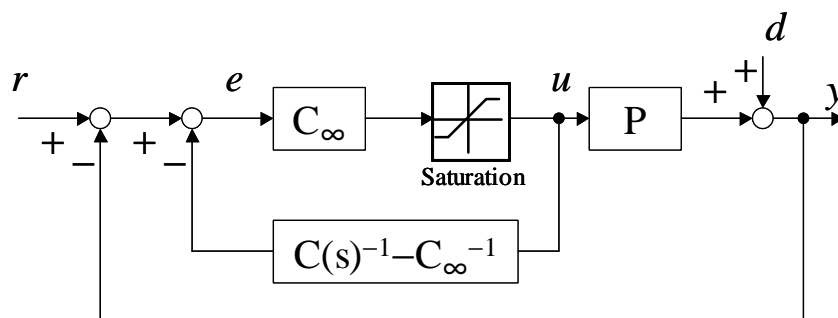 d
r e u + y
C∞ P +
+ − + −
Saturation
C(s)⁻¹−C∞⁻¹